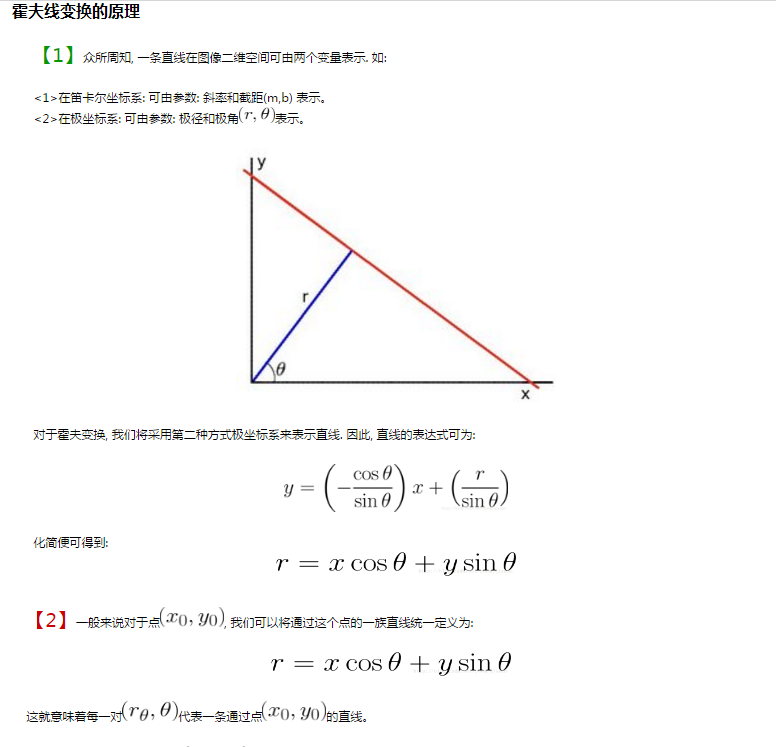 霍夫线变换的原理
【1】众所周知, 一条直线在图像二维空间可由两个变量表示. 如:
<1>在笛卡尔坐标系: 可由参数: 斜率和截距(m,b) 表示。
<2>在极坐标系: 可由参数: 极径和极角(r, θ)表示。
y
r
θ
x
对于霍夫变换, 我们将采用第二种方式极坐标系来表示直线. 因此, 直线的表达式可为:
y = (-cos θ/sin θ) x + (r/sin θ)
化简便可得到:
r = x cos θ + y sin θ
【2】一般来说对于点(x₀, y₀), 我们可以将通过这个点的一族直线统一定义为:
r = x cos θ + y sin θ
这就意味着每一对(r_θ, θ)代表一条通过点(x₀, y₀)的直线。